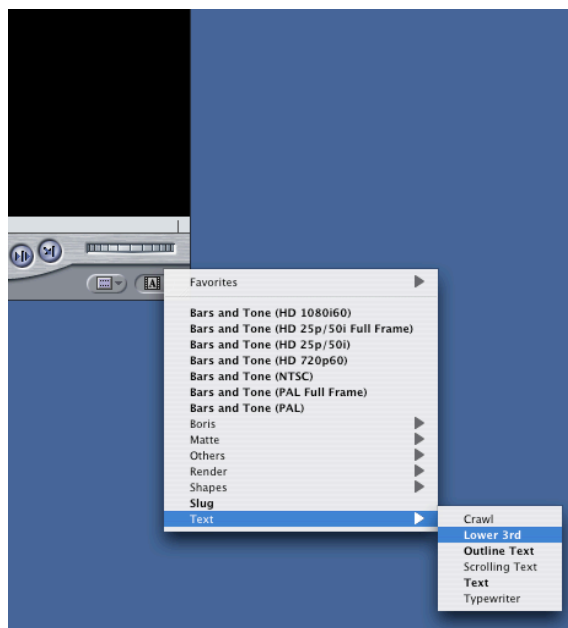 A
Favorites
Bars and Tone (HD 1080i60)
Bars and Tone (HD 25p/50i Full Frame)
Bars and Tone (HD 25p/50i)
Bars and Tone (HD 720p60)
Bars and Tone (NTSC)
Bars and Tone (PAL Full Frame)
Bars and Tone (PAL)
Boris
Matte
Others
Render
Shapes
Slug
Text
Crawl
Lower 3rd
Outline Text
Scrolling Text
Text
Typewriter